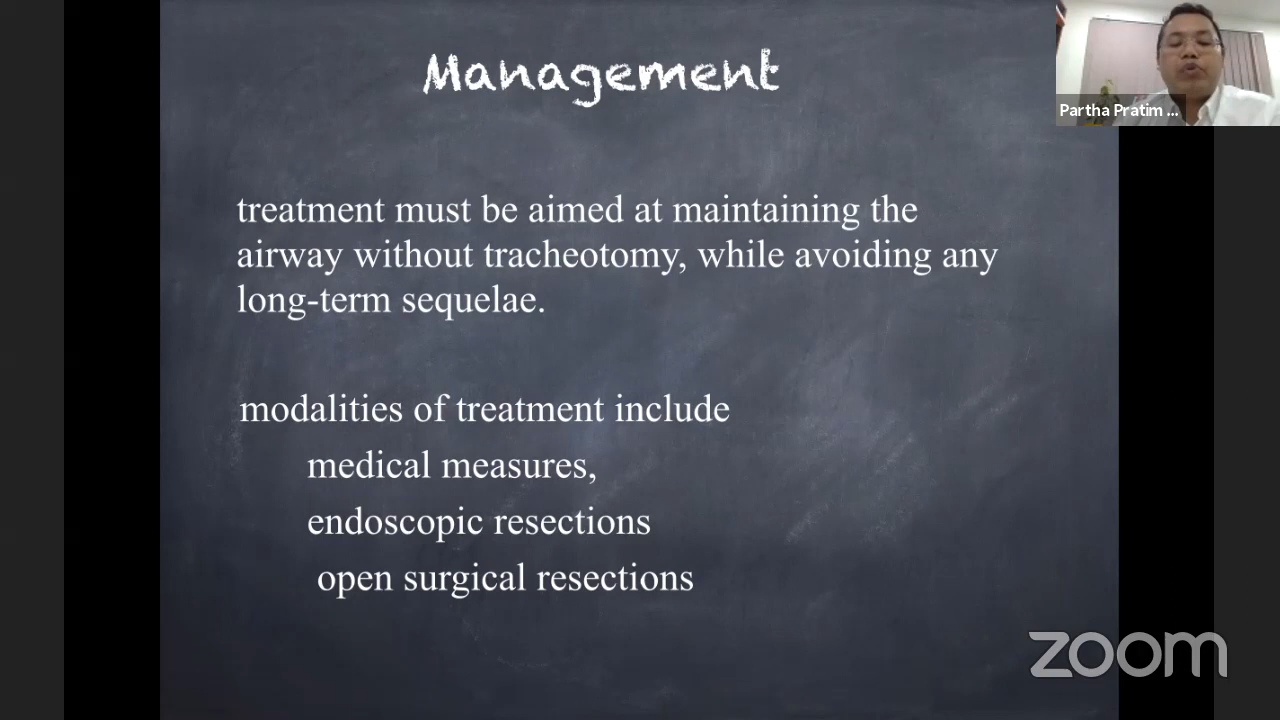 Management
Partha Pratim ...
treatment must be aimed at maintaining the
airway without tracheotomy, while avoiding any
long-term sequelae.
modalities of treatment include
medical measures,
endoscopic resections
open surgical resections
zoom